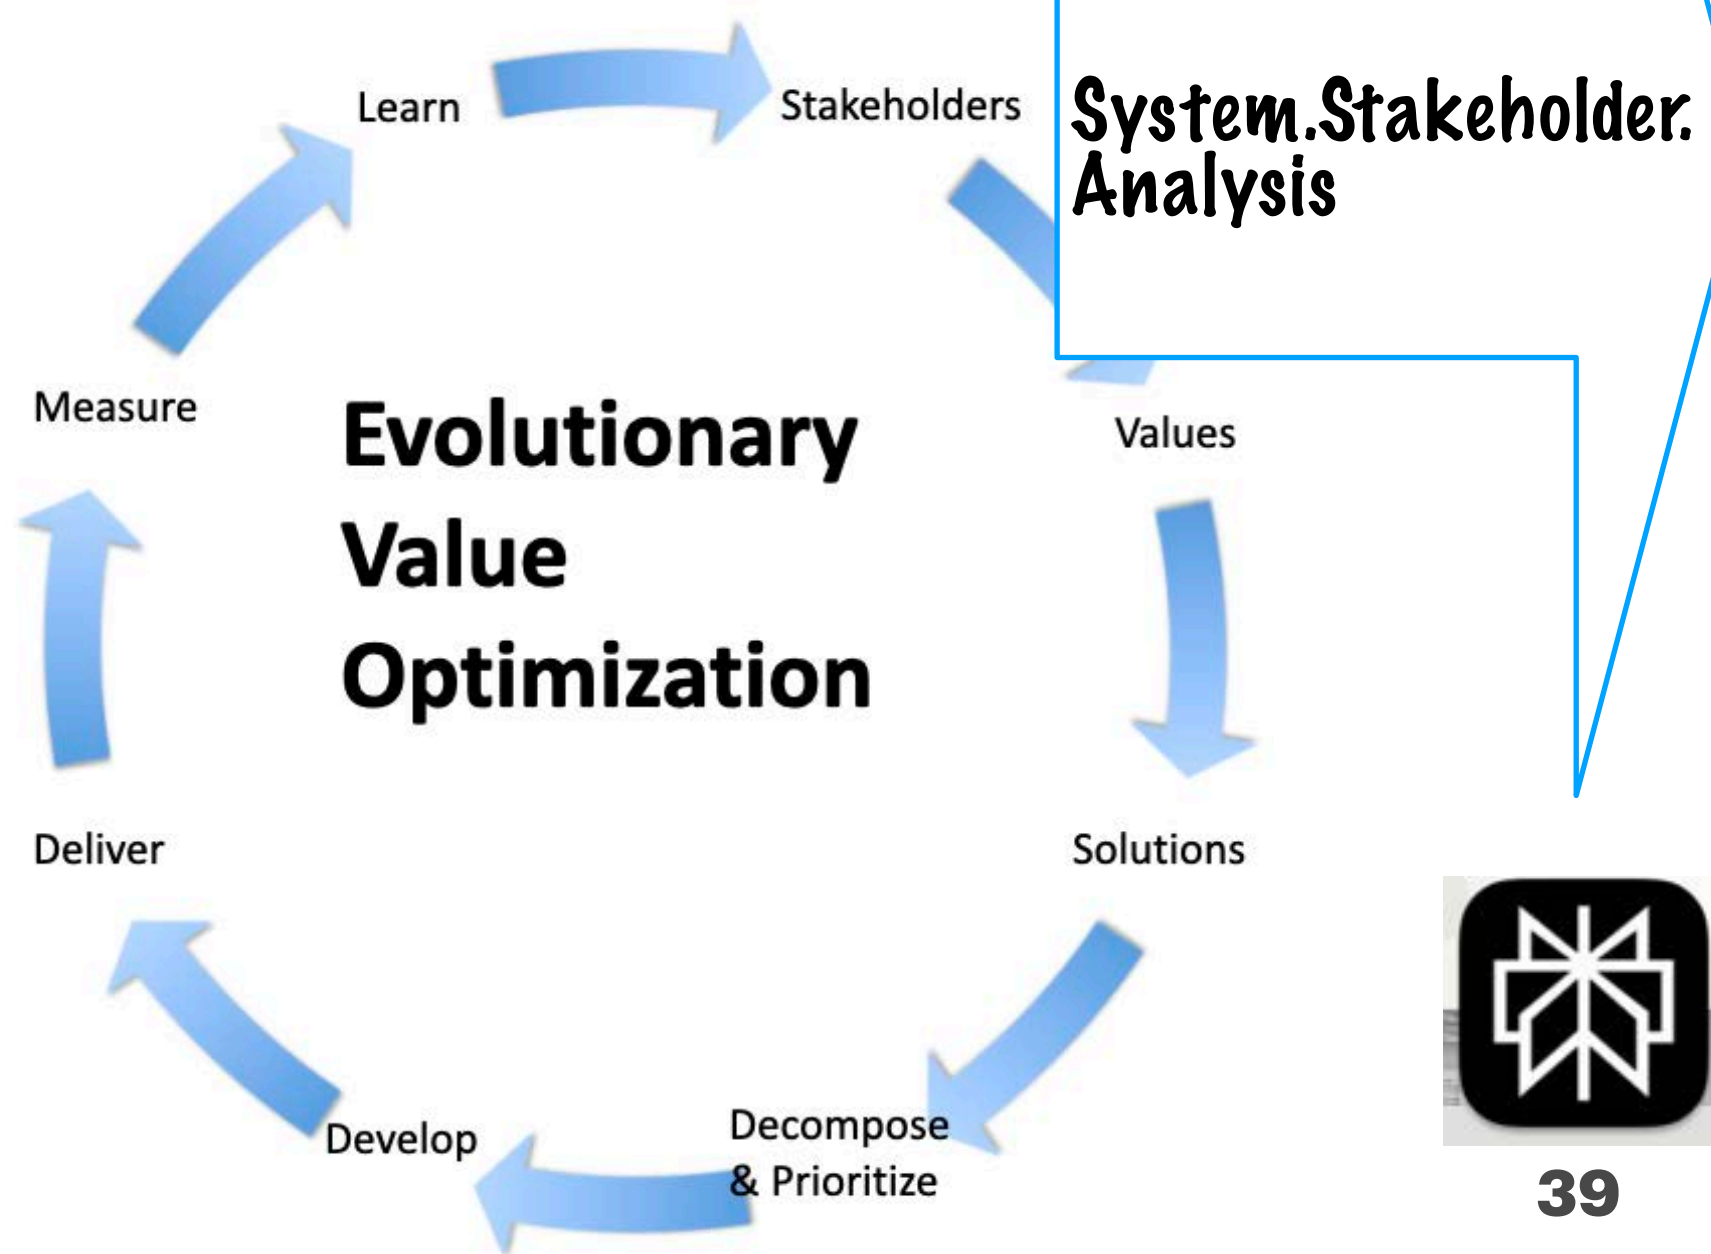 Learn
Stakeholders
System.Stakeholder.
Analysis
Measure
Values
Evolutionary
Value
Optimization
Deliver
Solutions
Develop
Decompose
& Prioritize
39